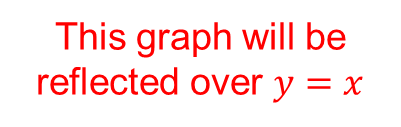 This graph will be
reflected over y = x